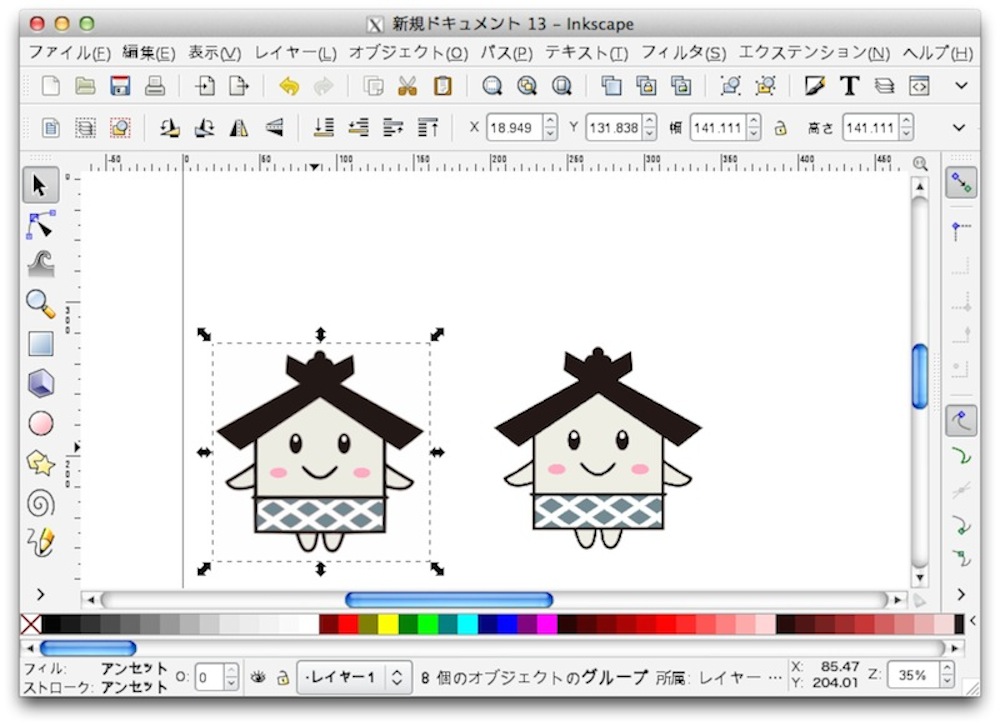 新規ドキュメント 13 - Inkscape
ファイル(F) 編集(E) 表示(V) レイヤー(L) オブジェクト(O) パス(P) テキスト(T) フィルタ(S) エクステンション(N) ヘルプ(H)
X 18.949 Y 131.838 幅 141.111 高さ 141.111
-50 0 50 100 150 200 250 300 350 400 450
フィル: アンセット O: 0 ·レイヤー1 8 個のオブジェクトのグループ 所属: レイヤー ... X: 85.47 Z: 35%
ストローク: アンセット Y: 204.01